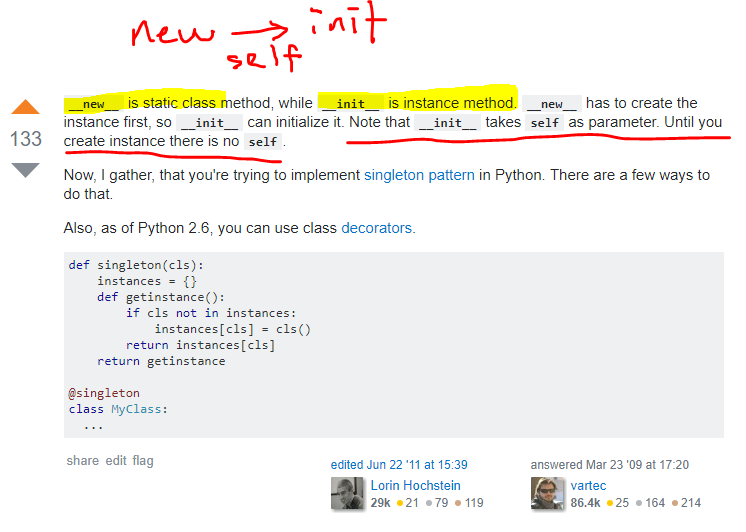 new → init
self
__new__ is static class method, while __init__ is instance method. __new__ has to create the
instance first, so __init__ can initialize it. Note that __init__ takes self as parameter. Until you
create instance there is no self.
133
Now, I gather, that you're trying to implement singleton pattern in Python. There are a few ways to
do that.
Also, as of Python 2.6, you can use class decorators.
def singleton(cls):
    instances = {}
    def getinstance():
        if cls not in instances:
            instances[cls] = cls()
        return instances[cls]
    return getinstance

@singleton
class MyClass:
  ...
share edit flag
edited Jun 22 '11 at 15:39
Lorin Hochstein
29k 21 79 119
answered Mar 23 '09 at 17:20
vartec
86.4k 25 164 214